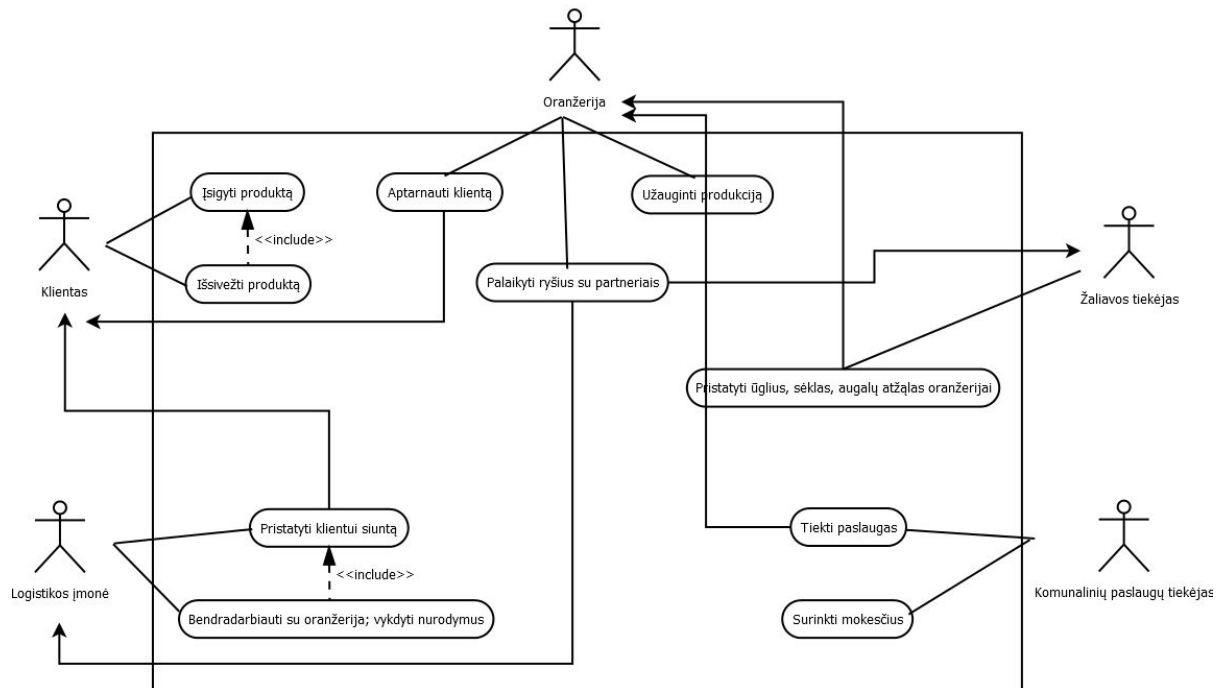 Oranžerija
Įsigyti produktą
Aptarnauti klientą
Užauginti produkciją
<<include>>
Išsivežti produktą
Klientas
Palaikyti ryšius su partneriais
Žaliavos tiekėjas
Pristatyti ūglius, sėklas, augalų atžąlas oranžerijai
Pristatyti klientui siuntą
Tiekti paslaugas
<<include>>
Logistikos įmonė
Komunalinių paslaugų tiekėjas
Bendradarbiauti su oranžerija; vykdyti nurodymus
Surinkti mokesčius